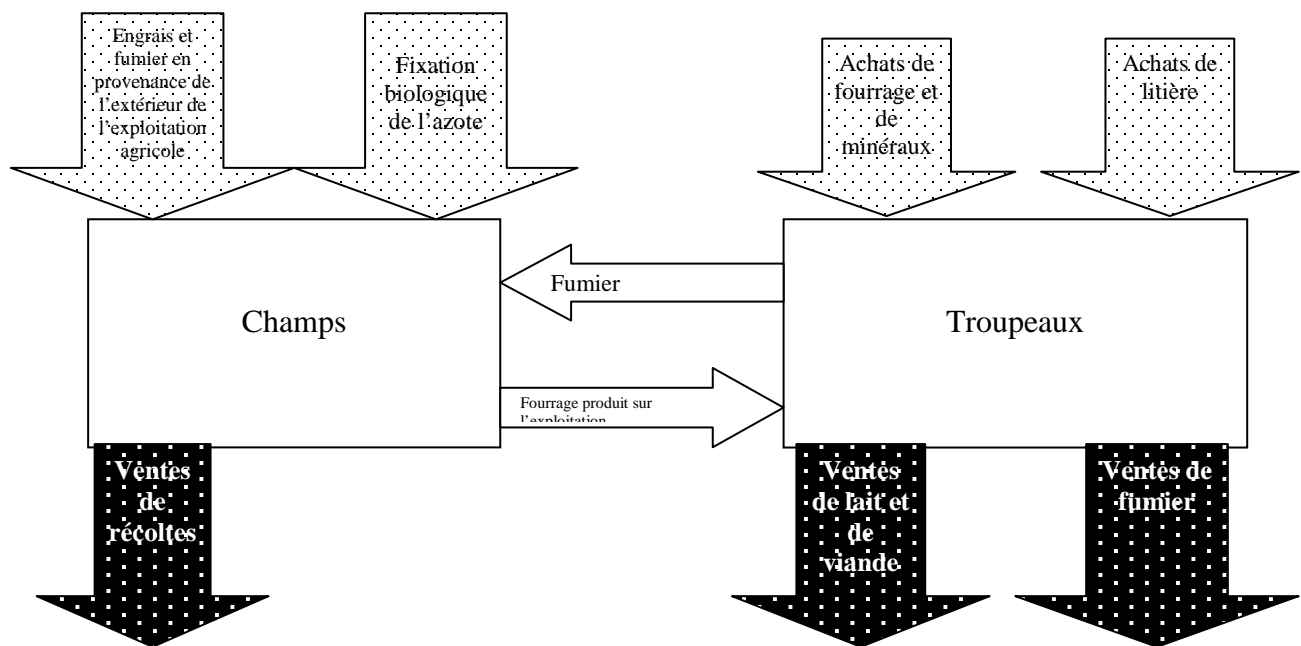 Engrais et
fumier en
provenance de
l'extérieur de
l'exploitation
agricole
Fixation
biologique
de l'azote
Achats de
fourrage et
de
minéraux
Achats de
litière
Fumier
Champs
Troupeaux
Fourrage produit sur
l'exploitation
Ventes
de
récoltes
Ventes
de lait et
de
viande
Ventes de
fumier